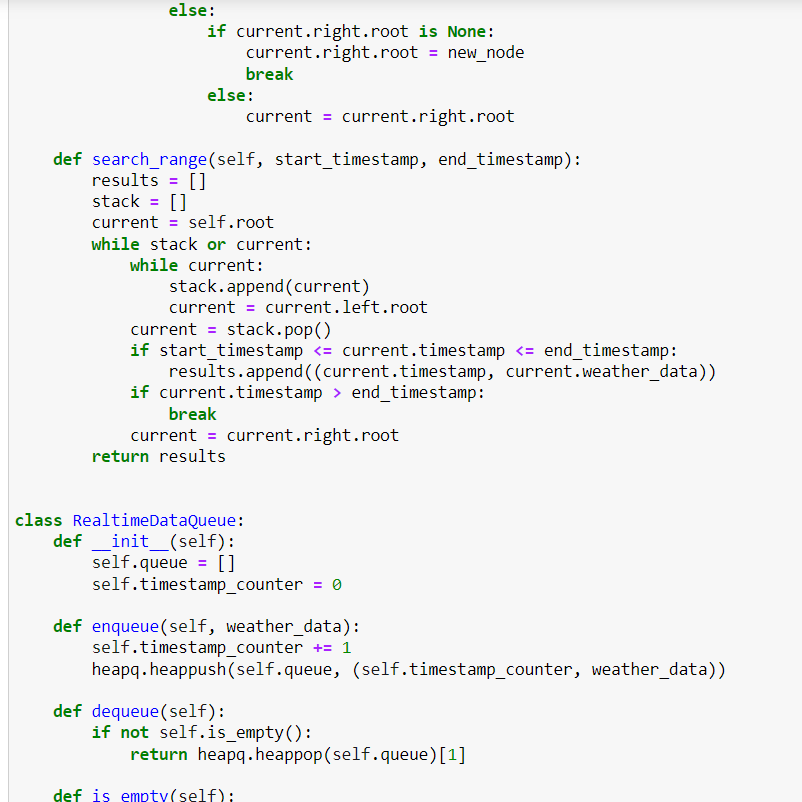 else:
                    if current.right.root is None:
                        current.right.root = new_node
                        break
                    else:
                        current = current.right.root

    def search_range(self, start_timestamp, end_timestamp):
        results = []
        stack = []
        current = self.root
        while stack or current:
            while current:
                stack.append(current)
                current = current.left.root
            current = stack.pop()
            if start_timestamp <= current.timestamp <= end_timestamp:
                results.append((current.timestamp, current.weather_data))
            if current.timestamp > end_timestamp:
                break
            current = current.right.root
        return results


class RealtimeDataQueue:
    def __init__(self):
        self.queue = []
        self.timestamp_counter = 0

    def enqueue(self, weather_data):
        self.timestamp_counter += 1
        heapq.heappush(self.queue, (self.timestamp_counter, weather_data))

    def dequeue(self):
        if not self.is_empty():
            return heapq.heappop(self.queue)[1]

    def is_empty(self):